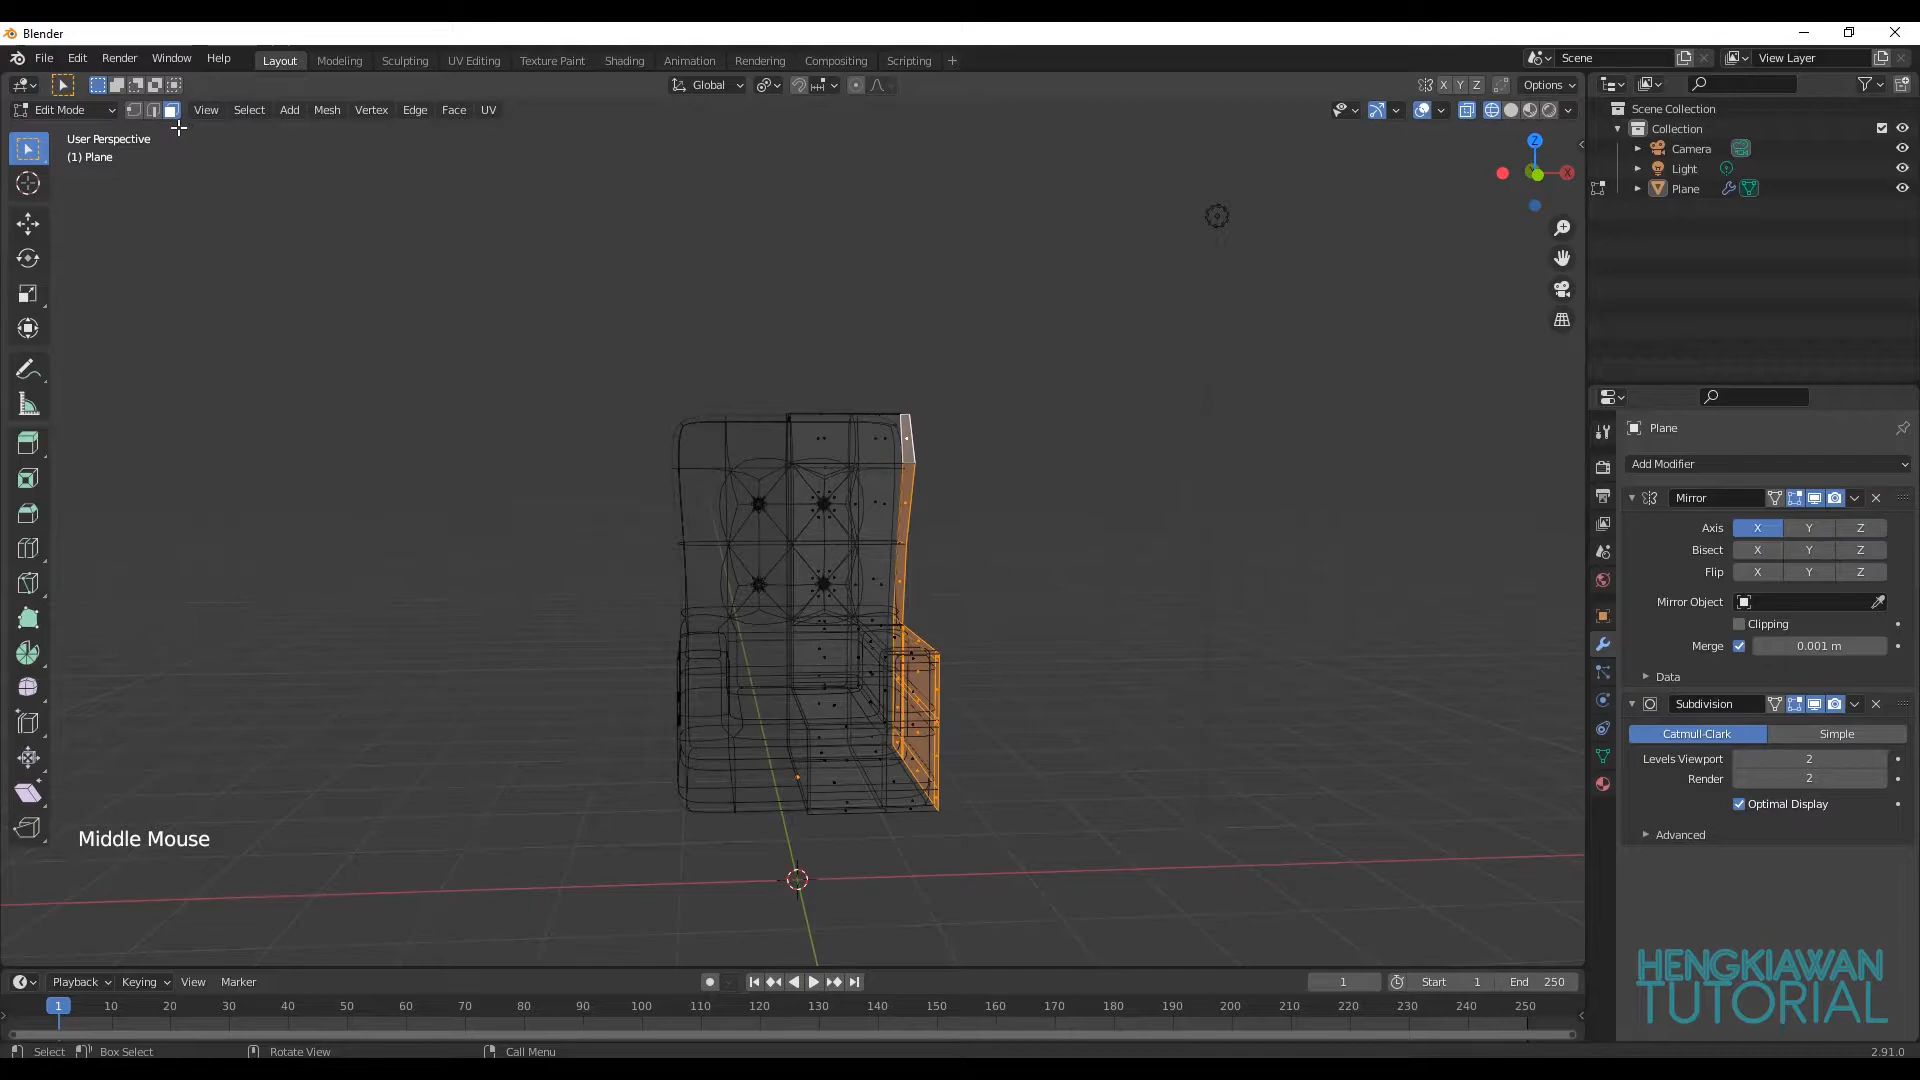 Blender
File Edit Render Window Help
Layout Modeling Sculpting UV Editing Texture Paint Shading Animation Rendering Compositing Scripting +
Scene
View Layer
Global
X Y Z
Options
Edit Mode
View Select Add Mesh Vertex Edge Face UV
User Perspective
(1) Plane
Z
X
Scene Collection
Collection
Camera
Light
Plane
Plane
Add Modifier
Mirror
Axis X Y Z
Bisect X Y Z
Flip X Y Z
Mirror Object
Clipping
Merge 0.001 m
Data
Subdivision
Catmull-Clark Simple
Levels Viewport 2
Render 2
Optimal Display
Advanced
Middle Mouse
HENGKIAWAN
TUTORIAL
Playback Keying View Marker
1 Start 1 End 250
1 10 20 30 40 50 60 70 80 90 100 110 120 130 140 150 160 170 180 190 200 210 220 230 240 250
Select Box Select Rotate View Call Menu
2.91.0